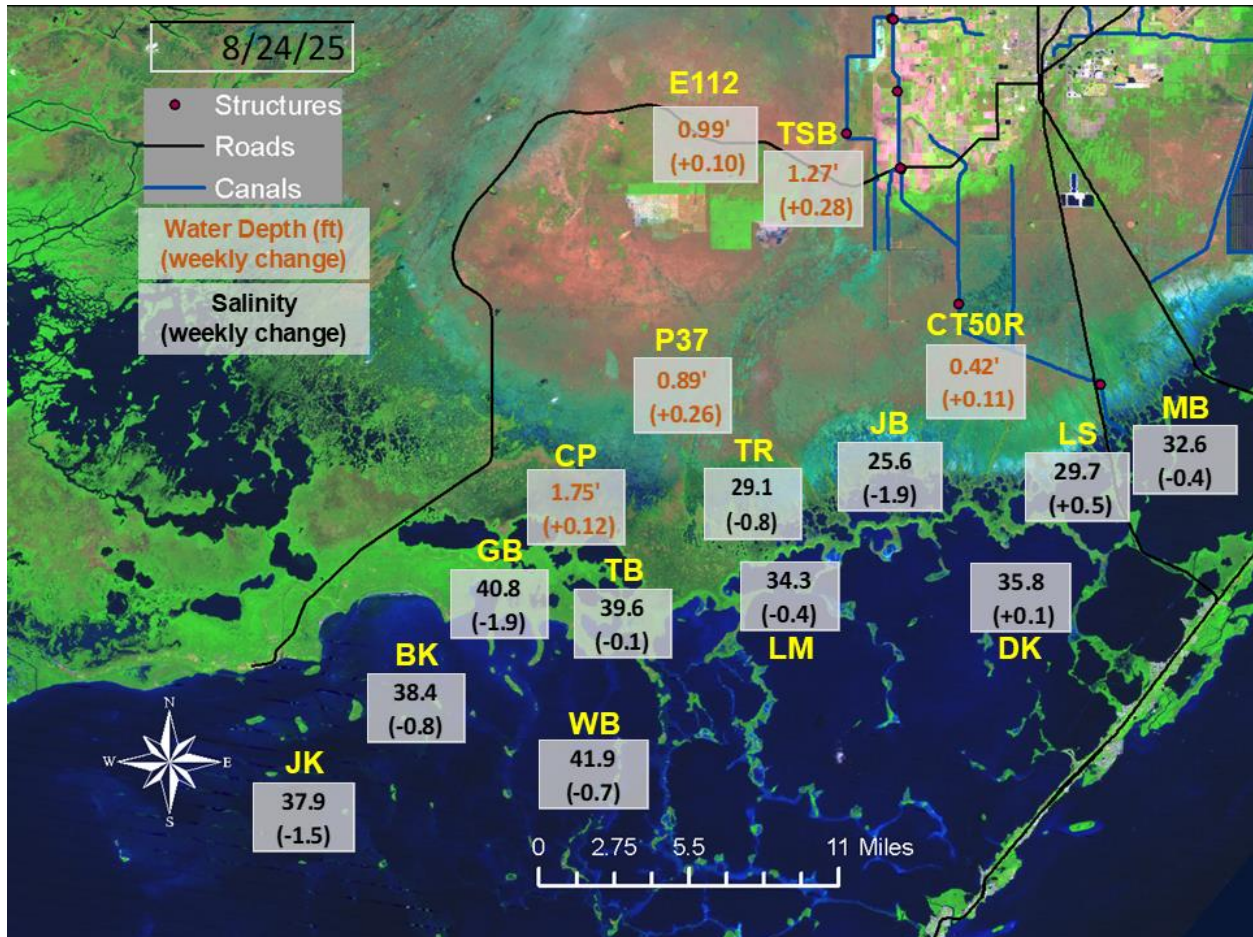 8/24/25
Structures
Roads
Canals
Water Depth (ft)
(weekly change)
Salinity
(weekly change)
E112
0.99'
(+0.10)
TSB
1.27'
(+0.28)
P37
0.89'
(+0.26)
CT50R
0.42'
(+0.11)
CP
1.75'
(+0.12)
TR
29.1
(-0.8)
JB
25.6
(-1.9)
LS
29.7
(+0.5)
MB
32.6
(-0.4)
GB
40.8
(-1.9)
TB
39.6
(-0.1)
34.3
(-0.4)
LM
35.8
(+0.1)
DK
BK
38.4
(-0.8)
WB
41.9
(-0.7)
JK
37.9
(-1.5)
N
W E
S
0 2.75 5.5 11 Miles